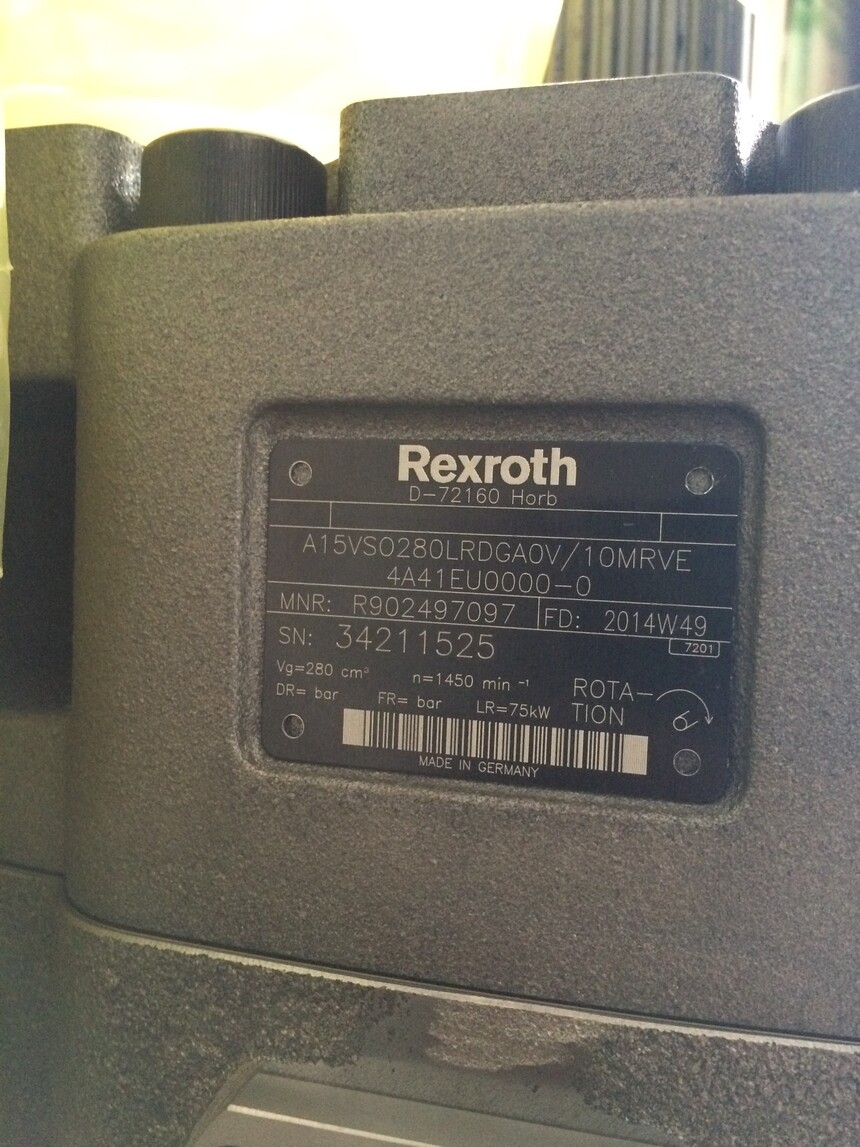 Rexroth
D-72160 Horb
A15VSO280LRDGA0V/10MRVE
4A41EU0000-0
MNR: R902497097 FD: 2014W49
SN: 34211525 7201
Vg=280 cm³ n=1450 min⁻¹
DR= bar FR= bar LR=75kW
ROTA-
TION
MADE IN GERMANY